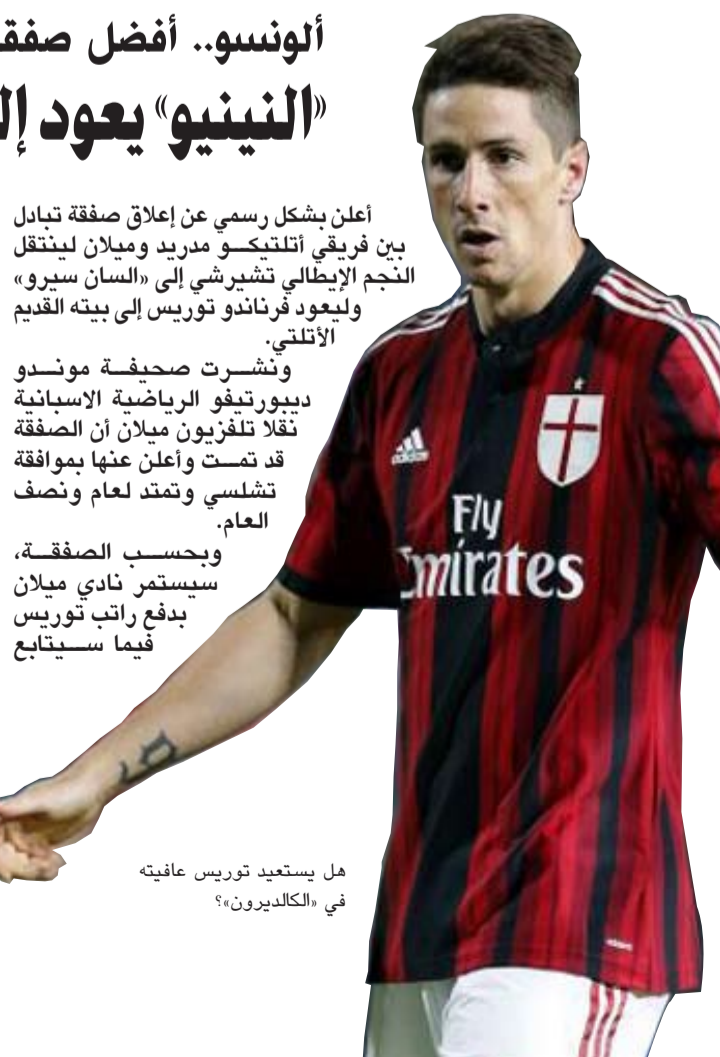 ألونسو.. أفضل
«النينيو» يعود
أعلن بشكل رسمي عن إعلاق صفقة تبادل
بين فريقي أتلتيكو مدريد وميلان لينتقل
النجم الإيطالي تشيرشي إلى «السان سيرو»
وليعود فرناندو توريس إلى بيته القديم
الأتلتي.
ونشرت صحيفة موندو
ديبورتيفو الرياضية الاسبانية
نقلا تلفزيون ميلان أن الصفقة
قد تمت وأعلن عنها بموافقة
تشلسي وتمتد لعام ونصف
العام.
وبحسب الصفقة،
سيستمر نادي ميلان
بدفع راتب توريس
فيما سيتابع
adidas
Fly
Emirates
هل يستعيد توريس عافيته
في «الكالديرون»؟
adidas